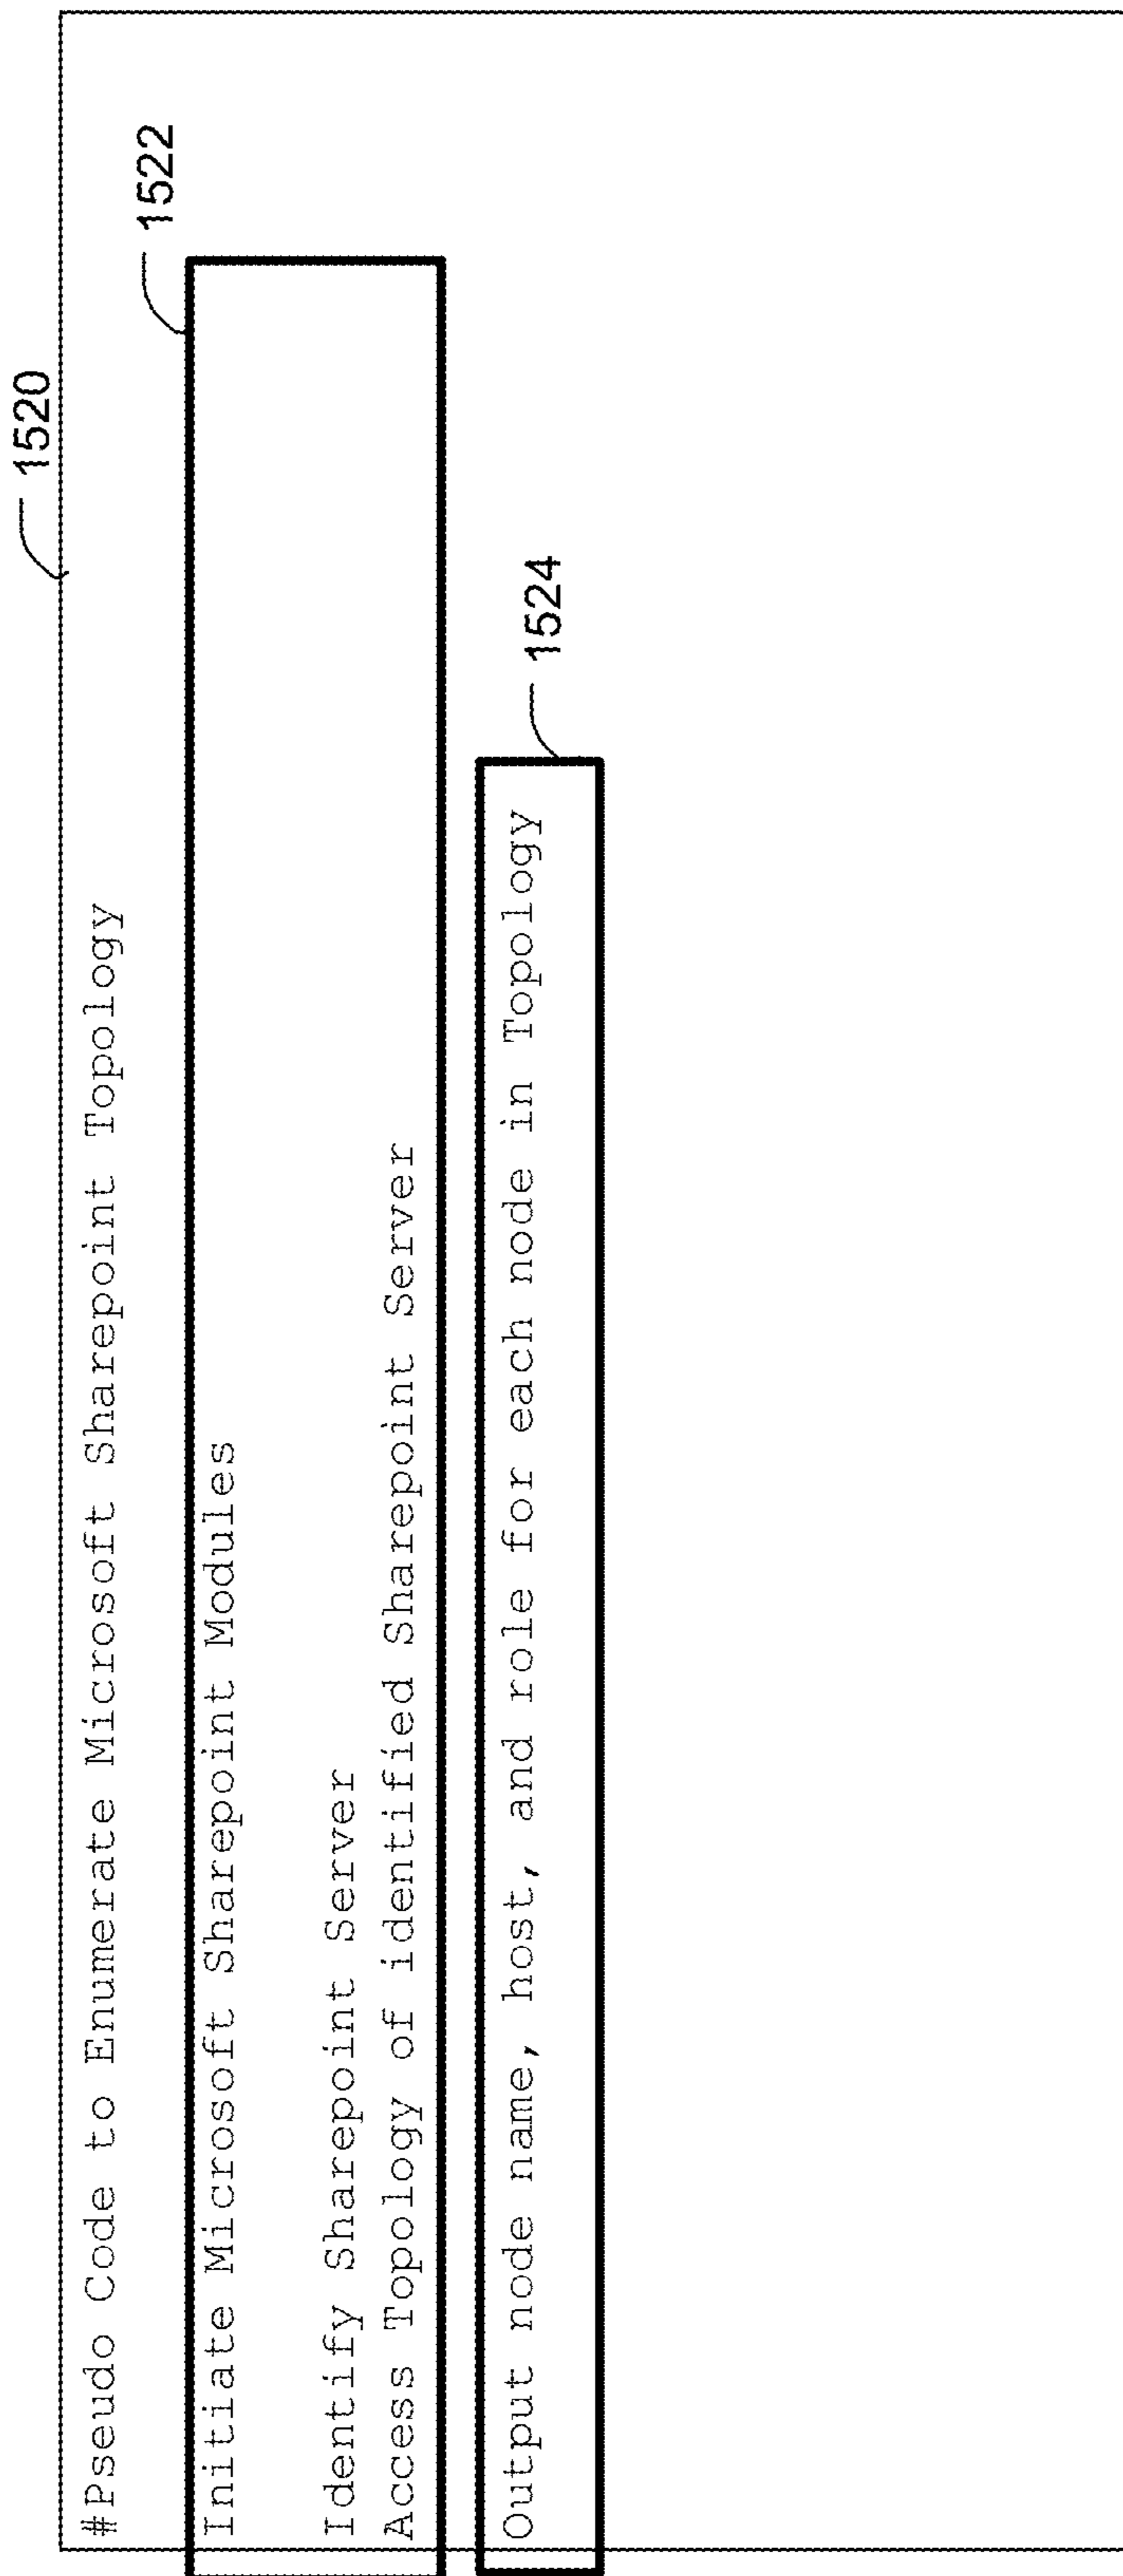 1520
#Pseudo Code to Enumerate Microsoft Sharepoint Topology
1522
Initiate Microsoft Sharepoint Modules
Identify Sharepoint Server
Access Topology of identified Sharepoint Server
1524
Output node name, host, and role for each node in Topology